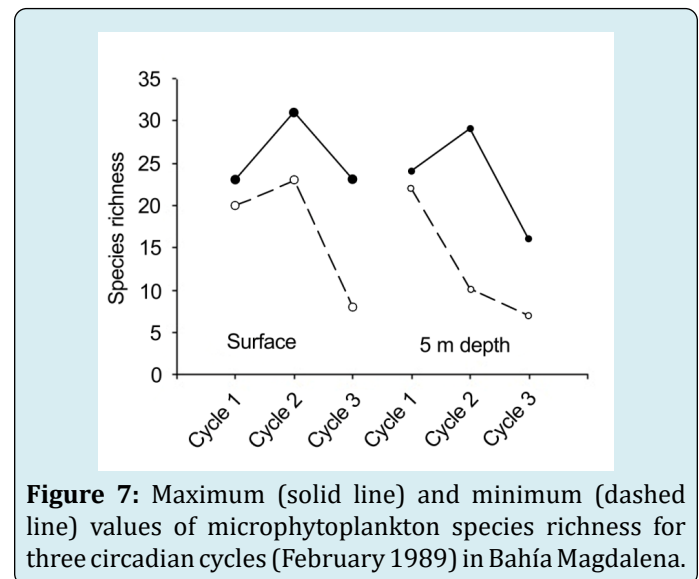 35
30
25
20
15
10
5
0
Species richness
Surface
5 m depth
Cycle 1
Cycle 2
Cycle 3
Cycle 1
Cycle 2
Cycle 3
Figure 7: Maximum (solid line) and minimum (dashed
line) values of microphytoplankton species richness for
three circadian cycles (February 1989) in Bahía Magdalena.